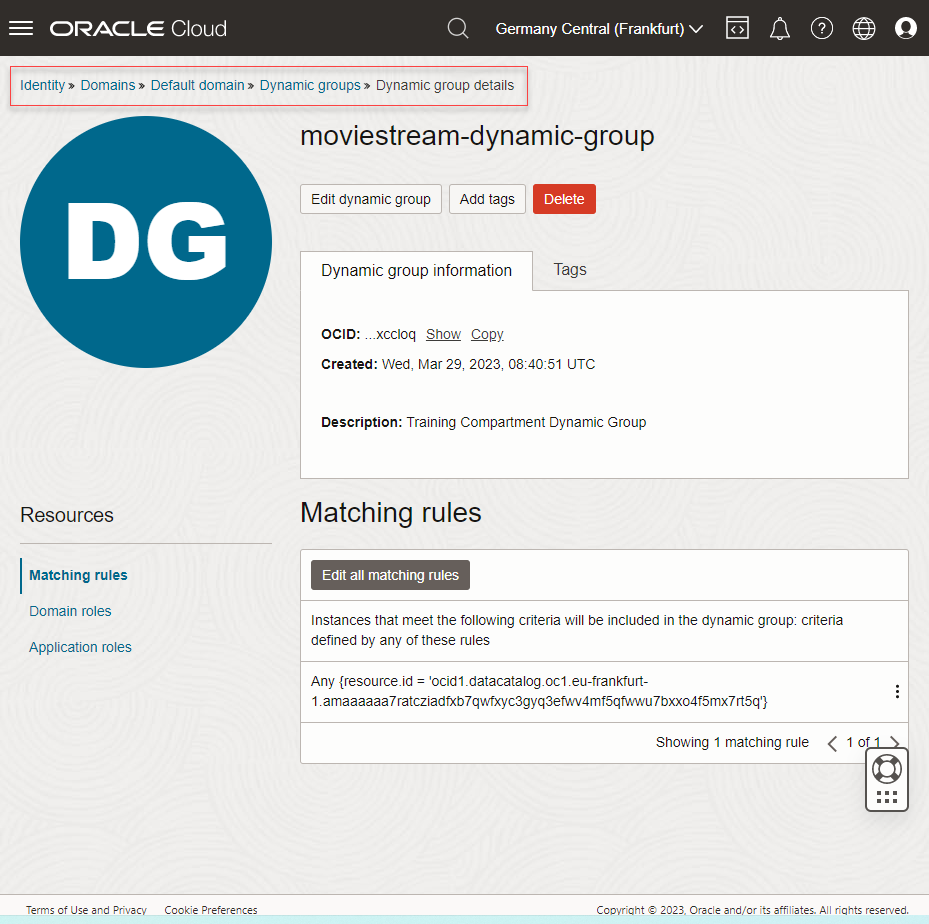 ORACLE Cloud
Germany Central (Frankfurt)
Identity » Domains » Default domain » Dynamic groups » Dynamic group details
DG
moviestream-dynamic-group
Edit dynamic group
Add tags
Delete
Dynamic group information
Tags
OCID: ...xccloq Show Copy
Created: Wed, Mar 29, 2023, 08:40:51 UTC
Description: Training Compartment Dynamic Group
Resources
Matching rules
Domain roles
Application roles
Matching rules
Edit all matching rules
Instances that meet the following criteria will be included in the dynamic group: criteria
defined by any of these rules
Any {resource.id = 'ocid1.datacatalog.oc1.eu-frankfurt-
1.amaaaaaa7ratcziadfxb7qwfxyc3gyq3efwv4mf5qfwwu7bxxo4f5mx7rt5q'}
Showing 1 matching rule
1 of 1
Terms of Use and Privacy
Cookie Preferences
Copyright © 2023, Oracle and/or its affiliates. All rights reserved.